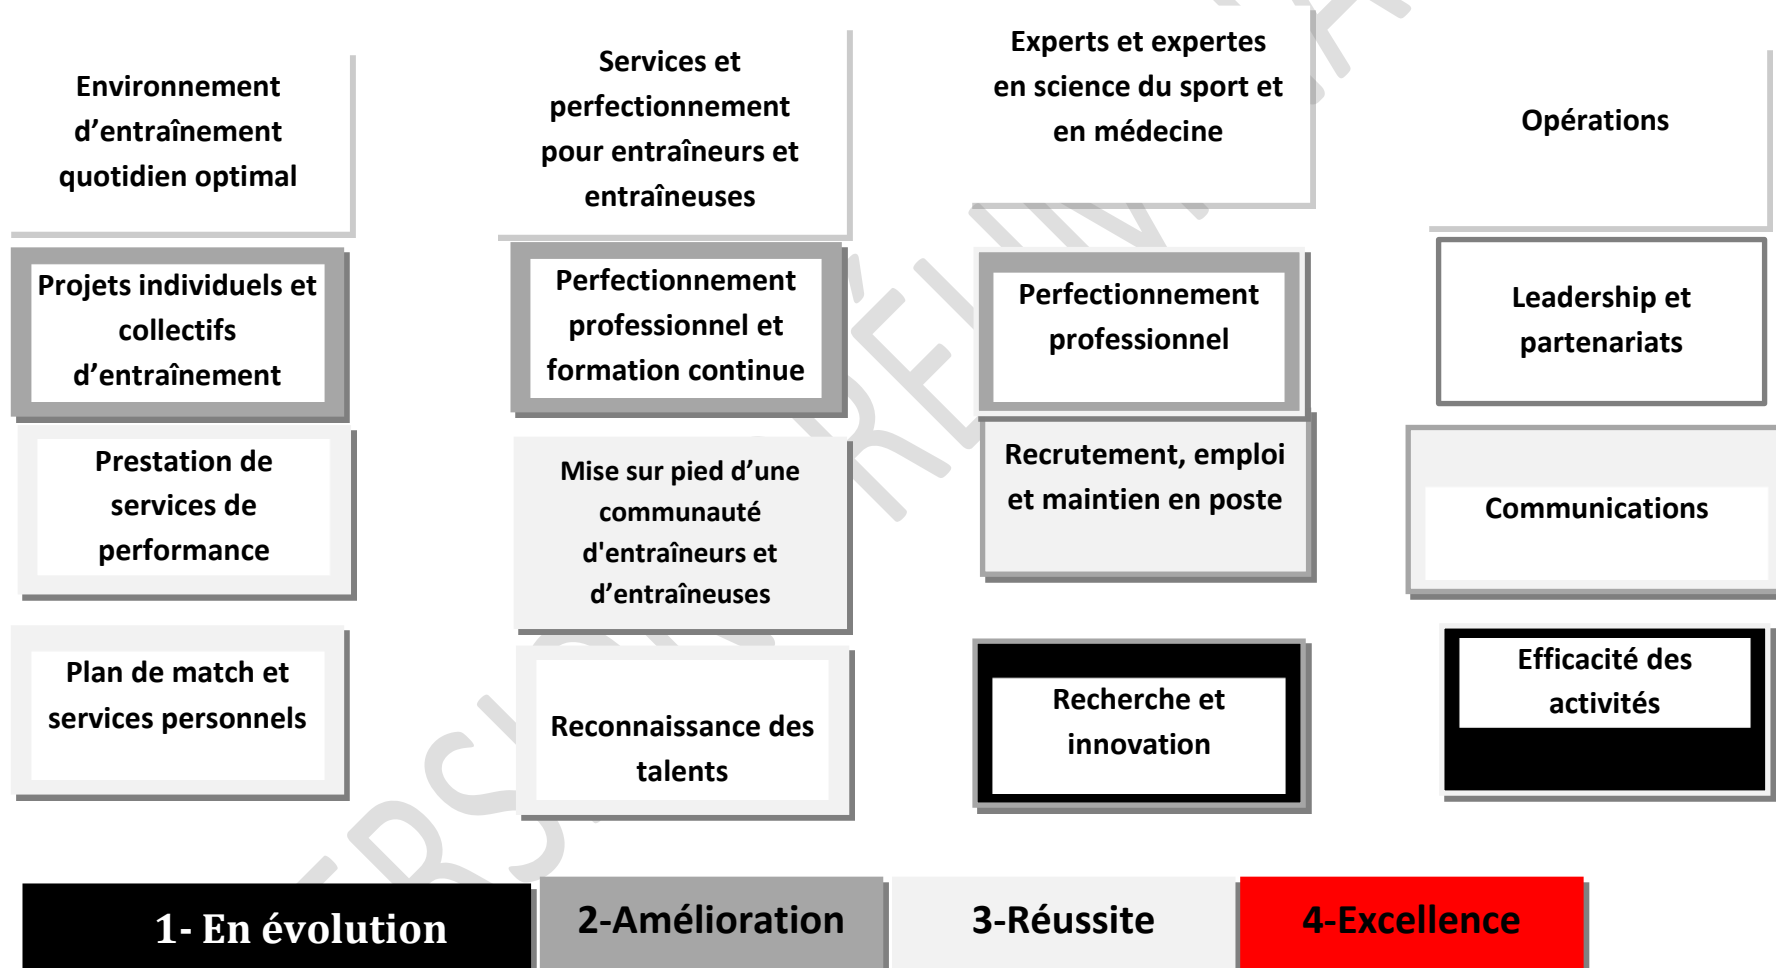 Environnement
d’entraînement
quotidien optimal
Services et
perfectionnement
pour entraîneurs et
entraîneuses
Experts et expertes
en science du sport et
en médecine
Opérations
Projets individuels et
collectifs
d’entraînement
Perfectionnement
professionnel et
formation continue
Perfectionnement
professionnel
Leadership et
partenariats
Prestation de
services de
performance
Mise sur pied d’une
communauté
d'entraîneurs et
d’entraîneuses
Recrutement, emploi
et maintien en poste
Communications
Plan de match et
services personnels
Reconnaissance des
talents
Recherche et
innovation
Efficacité des
activités
1- En évolution
2-Amélioration
3-Réussite
4-Excellence